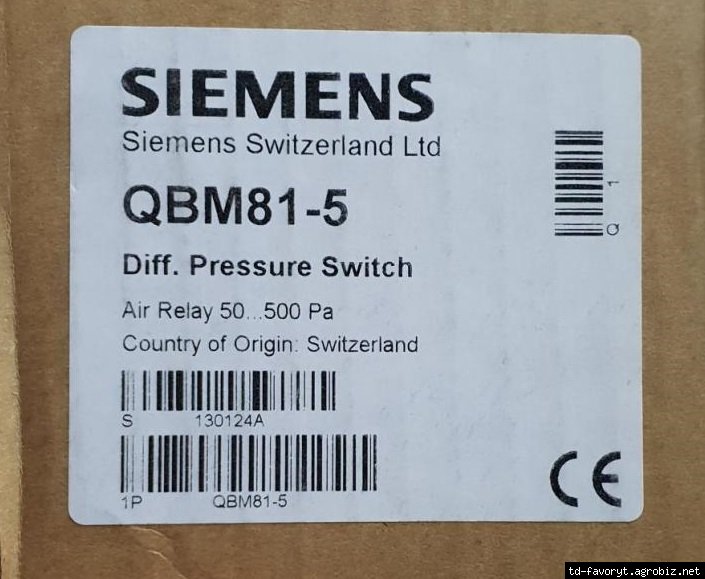 SIEMENS
Siemens Switzerland Ltd
QBM81-5
Diff. Pressure Switch
Air Relay 50...500 Pa
Country of Origin: Switzerland
S 130124A
1P QBM81-5
Q 1
CE
td-favoryt.agrobiz.net